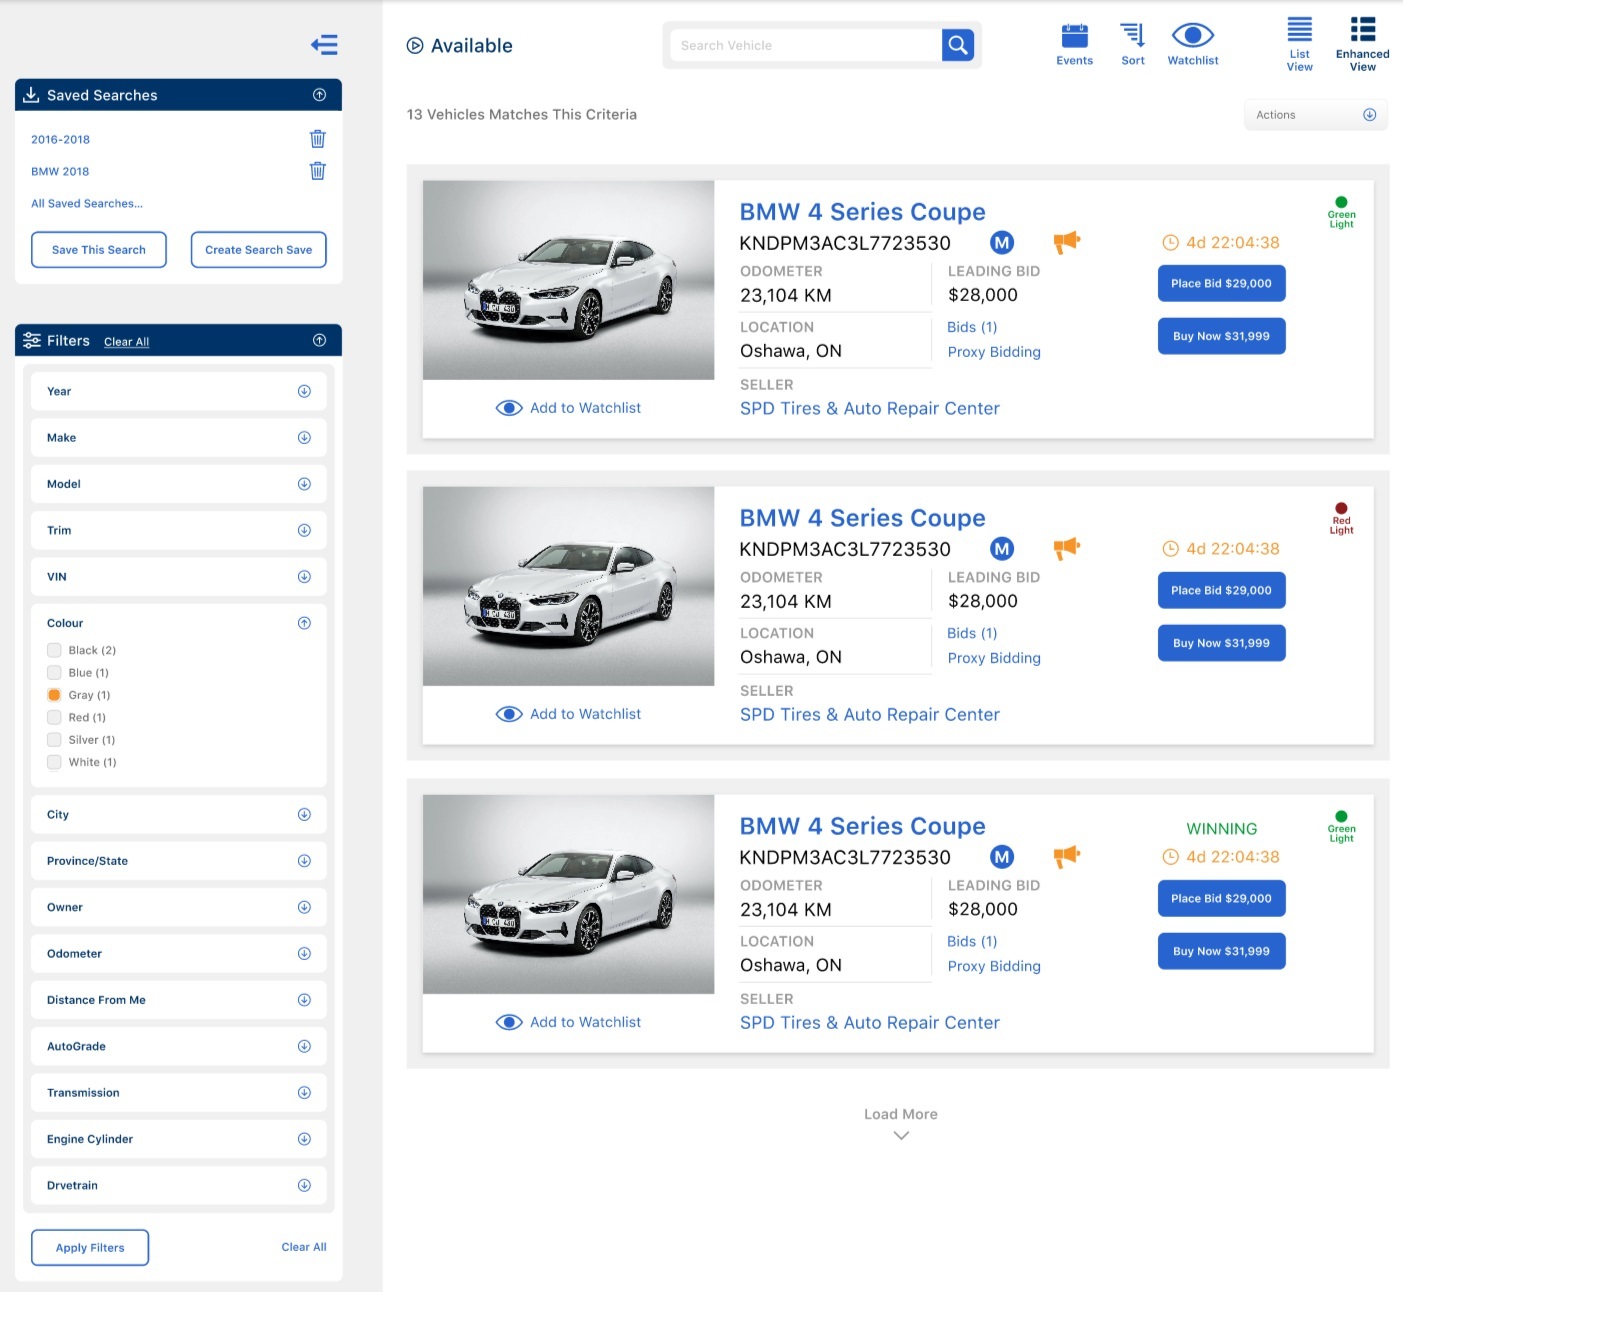 Available
Search Vehicle
Events
Sort
Watchlist
List
View
Enhanced
View
Saved Searches
2016-2018
BMW 2018
All Saved Searches...
Save This Search
Create Search Save
Filters
Clear All
Year
Make
Model
Trim
VIN
Colour
Black (2)
Blue (1)
Gray (1)
Red (1)
Silver (1)
White (1)
City
Province/State
Owner
Odometer
Distance From Me
AutoGrade
Transmission
Engine Cylinder
Drvetrain
Apply Filters
Clear All
13 Vehicles Matches This Criteria
Actions
BMW 4 Series Coupe
KNDPM3AC3L7723530
M
ODOMETER
23,104 KM
LOCATION
Oshawa, ON
SELLER
SPD Tires & Auto Repair Center
LEADING BID
$28,000
Bids (1)
Proxy Bidding
4d 22:04:38
Place Bid $29,000
Buy Now $31,999
Green
Light
Add to Watchlist
BMW 4 Series Coupe
KNDPM3AC3L7723530
M
ODOMETER
23,104 KM
LOCATION
Oshawa, ON
SELLER
SPD Tires & Auto Repair Center
LEADING BID
$28,000
Bids (1)
Proxy Bidding
4d 22:04:38
Place Bid $29,000
Buy Now $31,999
Red
Light
Add to Watchlist
BMW 4 Series Coupe
KNDPM3AC3L7723530
M
ODOMETER
23,104 KM
LOCATION
Oshawa, ON
SELLER
SPD Tires & Auto Repair Center
LEADING BID
$28,000
Bids (1)
Proxy Bidding
WINNING
4d 22:04:38
Place Bid $29,000
Buy Now $31,999
Green
Light
Add to Watchlist
Load More